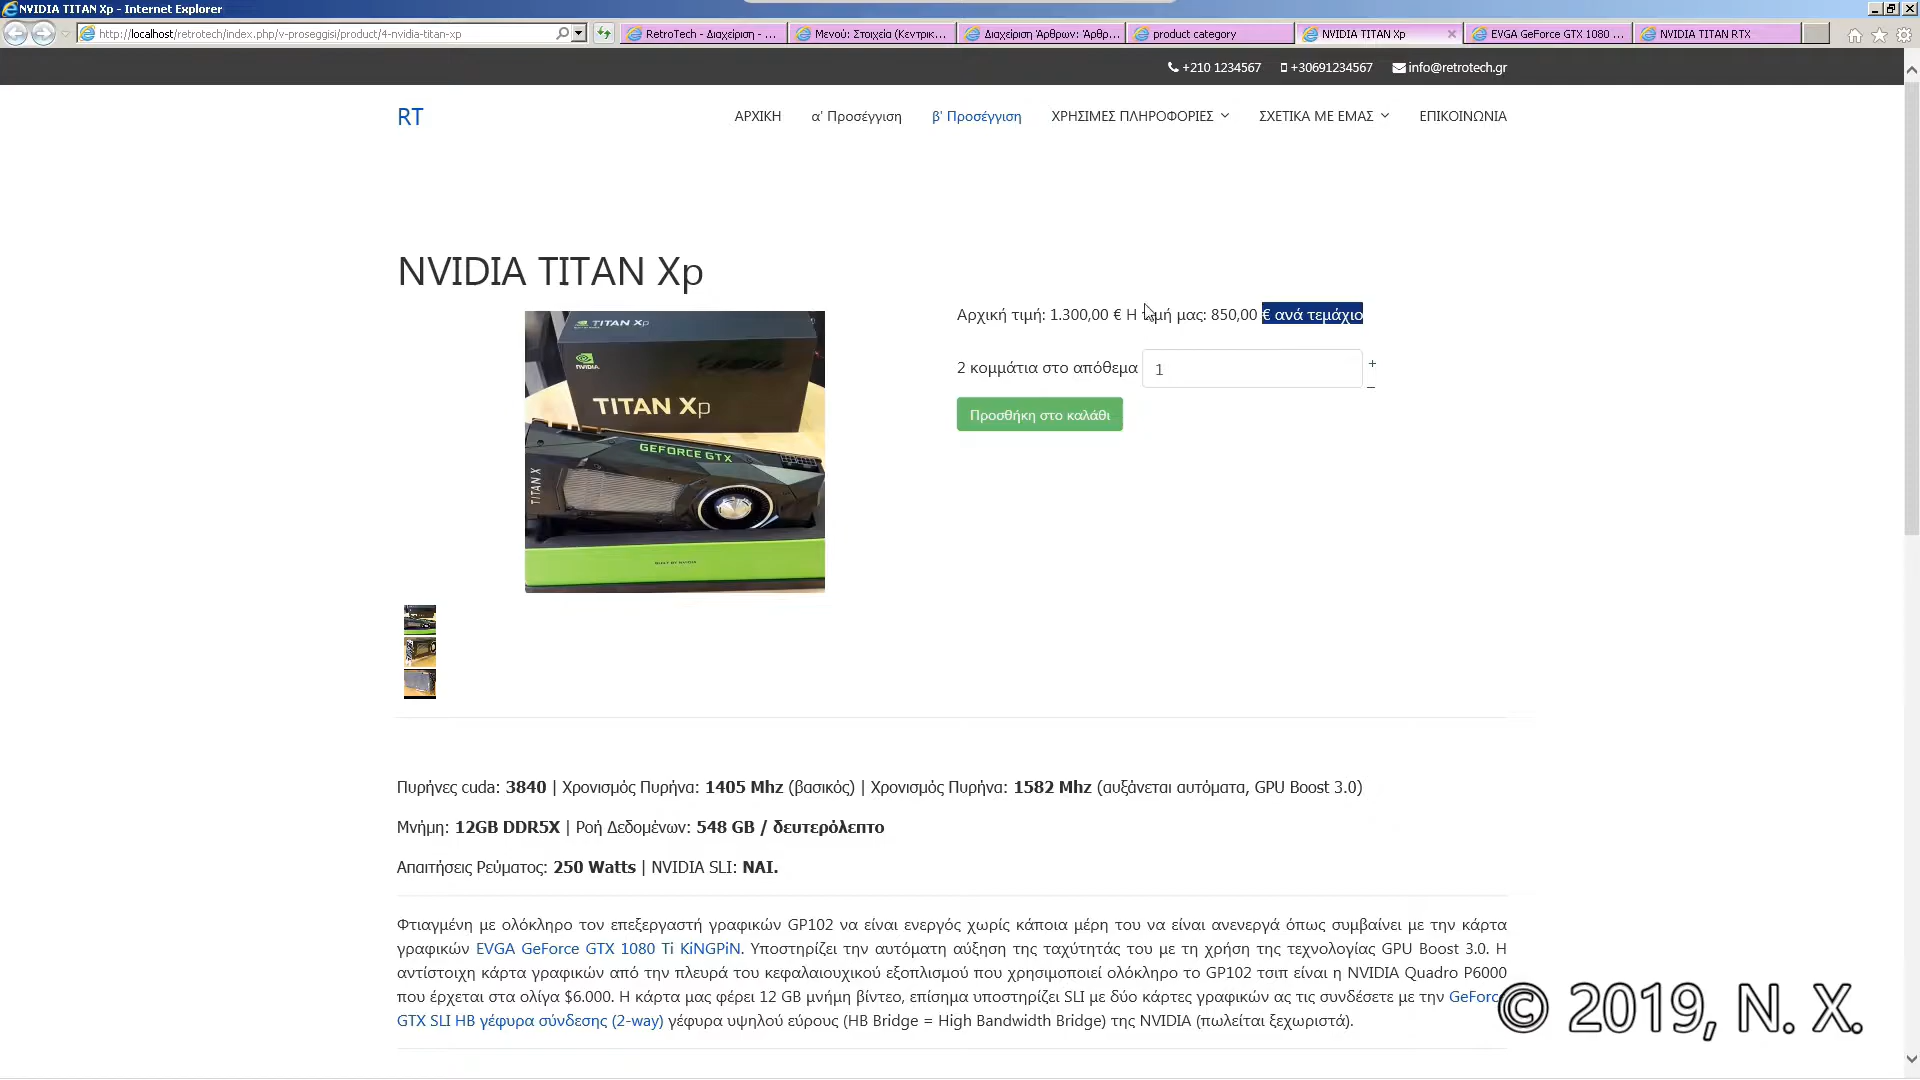 NVIDIA TITAN Xp - Internet Explorer
http://localhost/retrotech/index.php/v-proseggisi/product/4-nvidia-titan-xp
RetroTech - Διαχείριση - ...
Μενού: Στοιχεία (Κεντρικ...
Διαχείριση Άρθρων: Άρθρ...
product category
NVIDIA TITAN Xp
EVGA GeForce GTX 1080 ...
NVIDIA TITAN RTX
+210 1234567 +30691234567 info@retrotech.gr
RT
ΑΡΧΙΚΗ α' Προσέγγιση β' Προσέγγιση ΧΡΗΣΙΜΕΣ ΠΛΗΡΟΦΟΡΙΕΣ ΣΧΕΤΙΚΑ ΜΕ ΕΜΑΣ ΕΠΙΚΟΙΝΩΝΙΑ
NVIDIA TITAN Xp
TITAN Xp
NVIDIA.
TITAN Xp
GEFORCE GTX
TITAN X
BUILT BY NVIDIA
Αρχική τιμή: 1.300,00 € Η τιμή μας: 850,00 € ανά τεμάχιο
2 κομμάτια στο απόθεμα 1 + −
Προσθήκη στο καλάθι
Πυρήνες cuda: 3840 | Χρονισμός Πυρήνα: 1405 Mhz (βασικός) | Χρονισμός Πυρήνα: 1582 Mhz (αυξάνεται αυτόματα, GPU Boost 3.0)
Μνήμη: 12GB DDR5X | Ροή Δεδομένων: 548 GB / δευτερόλεπτο
Απαιτήσεις Ρεύματος: 250 Watts | NVIDIA SLI: ΝΑΙ.
Φτιαγμένη με ολόκληρο τον επεξεργαστή γραφικών GP102 να είναι ενεργός χωρίς κάποια μέρη του να είναι ανενεργά όπως συμβαίνει με την κάρτα
γραφικών EVGA GeForce GTX 1080 Ti KiNGPiN. Υποστηρίζει την αυτόματη αύξηση της ταχύτητάς του με τη χρήση της τεχνολογίας GPU Boost 3.0. Η
αντίστοιχη κάρτα γραφικών από την πλευρά του κεφαλαιουχικού εξοπλισμού που χρησιμοποιεί ολόκληρο το GP102 τσιπ είναι η NVIDIA Quadro P6000
που έρχεται στα ολίγα $6.000. Η κάρτα μας φέρει 12 GB μνήμη βίντεο, επίσημα υποστηρίζει SLI με δύο κάρτες γραφικών ας τις συνδέσετε με την GeForc
GTX SLI HB γέφυρα σύνδεσης (2-way) γέφυρα υψηλού εύρους (HB Bridge = High Bandwidth Bridge) της NVIDIA (πωλείται ξεχωριστά).
© 2019, N. X.